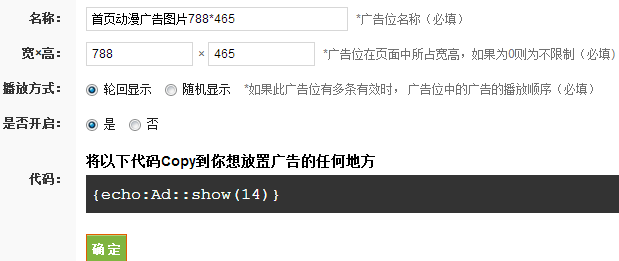 名称： 首页动漫广告图片788*465 *广告位名称（必填）
宽×高： 788 × 465 *广告位在页面中所占宽高，如果为0则为不限制（必填）
播放方式： 轮回显示 随机显示 *如果此广告位有多条有效时， 广告位中的广告的播放顺序（必填）
是否开启： 是 否
将以下代码Copy到你想放置广告的任何地方
代码： {echo:Ad::show(14)}
确定